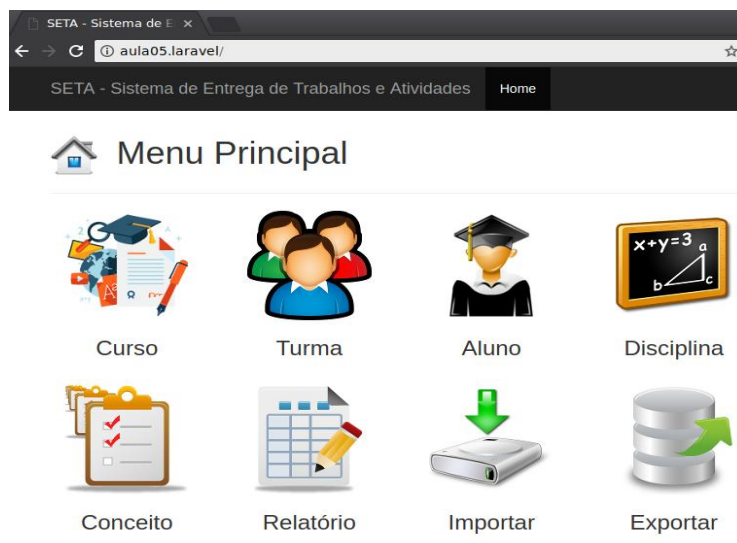 SETA - Sistema de E
aula05.laravel/
SETA - Sistema de Entrega de Trabalhos e Atividades Home
Menu Principal
x+y=3
a
b
c
Curso Turma Aluno Disciplina
Conceito Relatório Importar Exportar